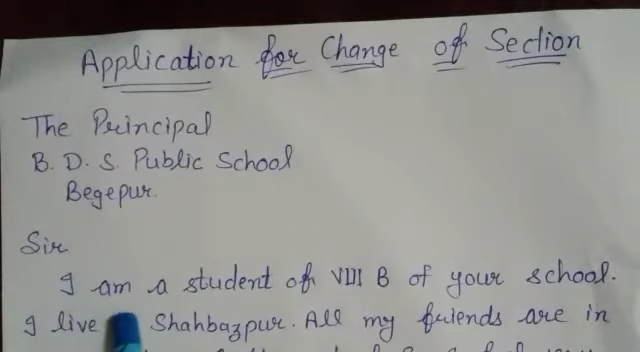 Application for Change of Section
The Principal
B. D. S. Public School
Begepur.
Sir
I am a student of VIII B of your school.
I live Shahbazpur. All my friends are in